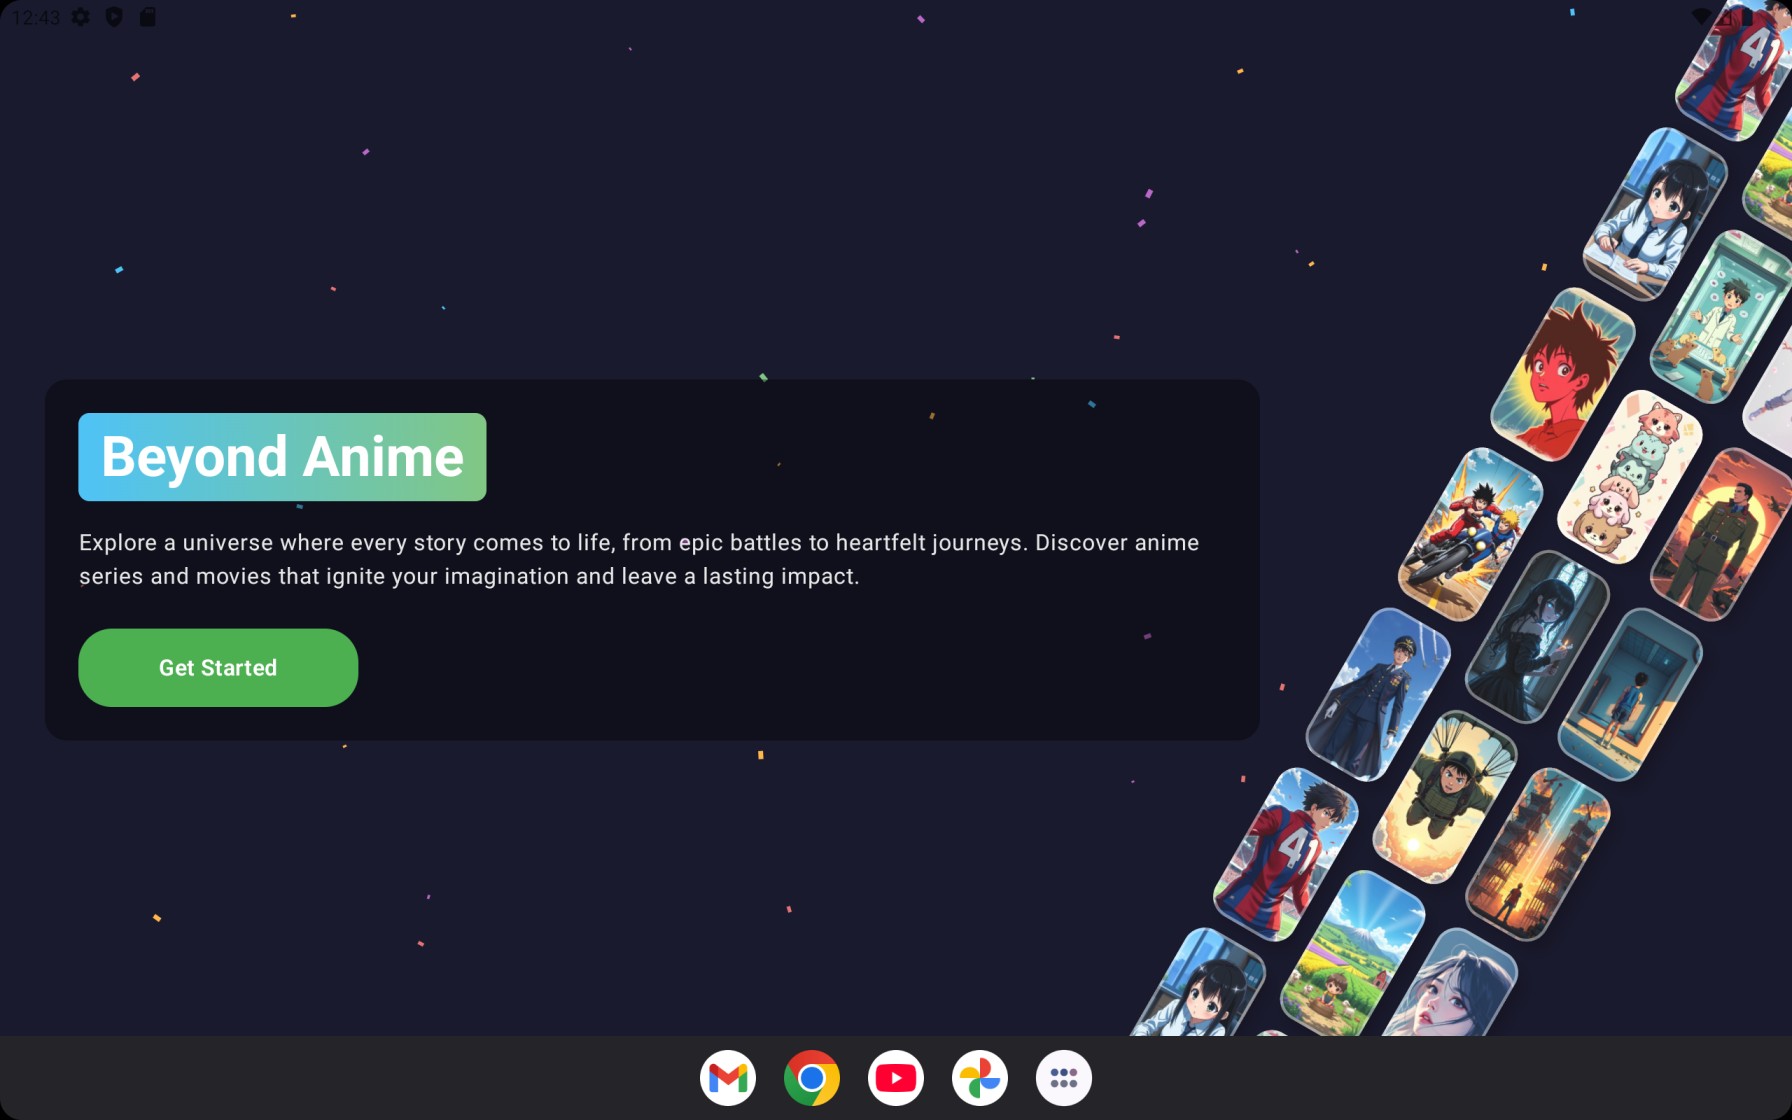 12:43
41
Beyond Anime
Explore a universe where every story comes to life, from epic battles to heartfelt journeys. Discover anime
series and movies that ignite your imagination and leave a lasting impact.
Get Started
41